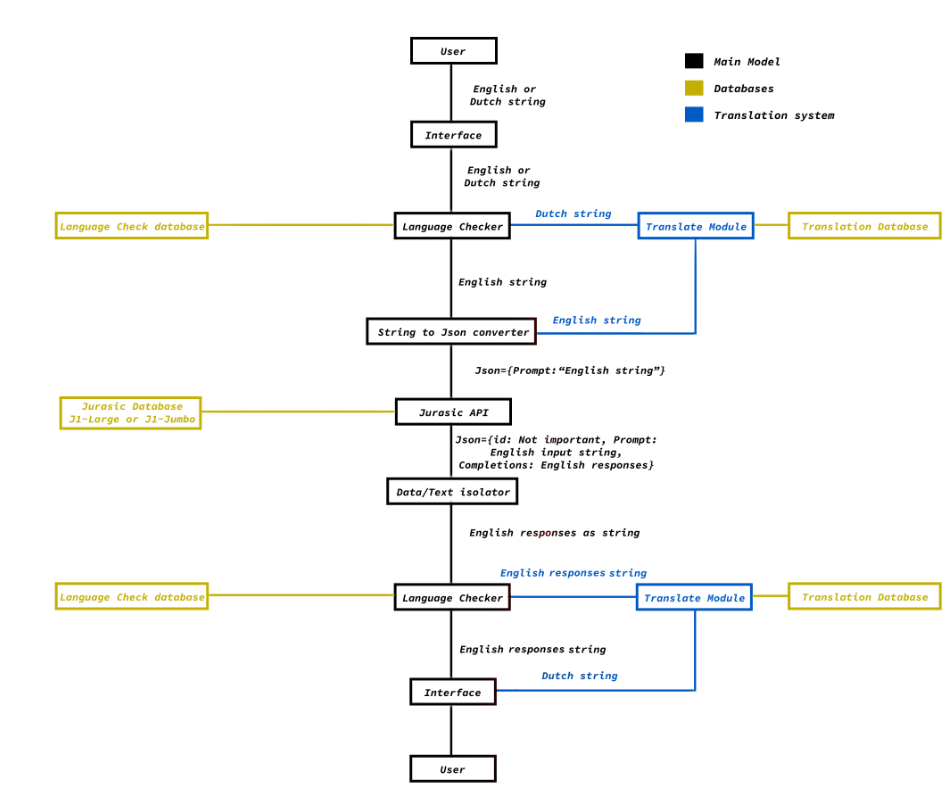 User
Main Model
English or
Dutch string
Databases
Translation system
Interface
English or
Dutch string
Language Check database
Language Checker
Dutch string
Translate Module
Translation Database
English string
String to Json converter
English string
Json={Prompt:“English string”}
Jurasic Database
J1-Large or J1-Jumbo
Jurasic API
Json={id: Not important, Prompt:
English input string,
Completions: English responses}
Data/Text isolator
English responses as string
English responses string
Language Check database
Language Checker
Translate Module
Translation Database
English responses string
Dutch string
Interface
User